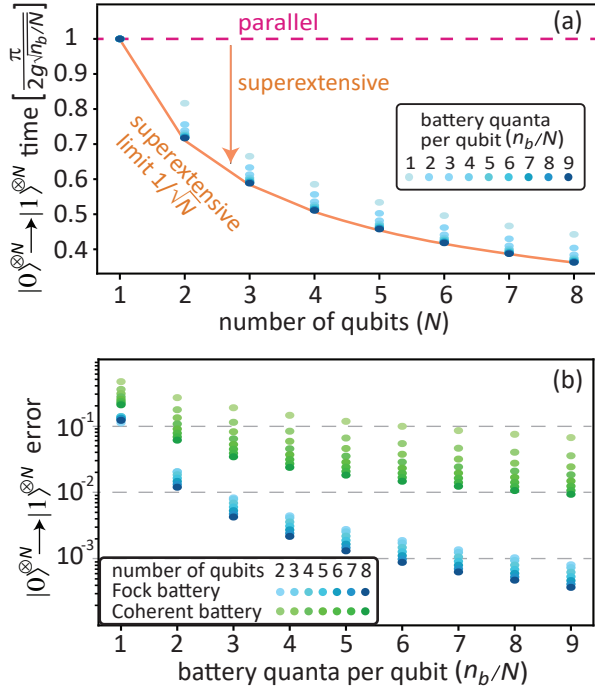 (a)
parallel
superextensive
superextensive
limit 1/√N
battery quanta
per qubit (n_b/N)
1 2 3 4 5 6 7 8 9
|0⟩^⊗N → |1⟩^⊗N time [π / 2g√(n_b/N)]
1
0.9
0.8
0.7
0.6
0.5
0.4
1 2 3 4 5 6 7 8
number of qubits (N)
(b)
|0⟩^⊗N → |1⟩^⊗N error
10^-1
10^-2
10^-3
number of qubits 2 3 4 5 6 7 8
Fock battery
Coherent battery
1 2 3 4 5 6 7 8 9
battery quanta per qubit (n_b/N)